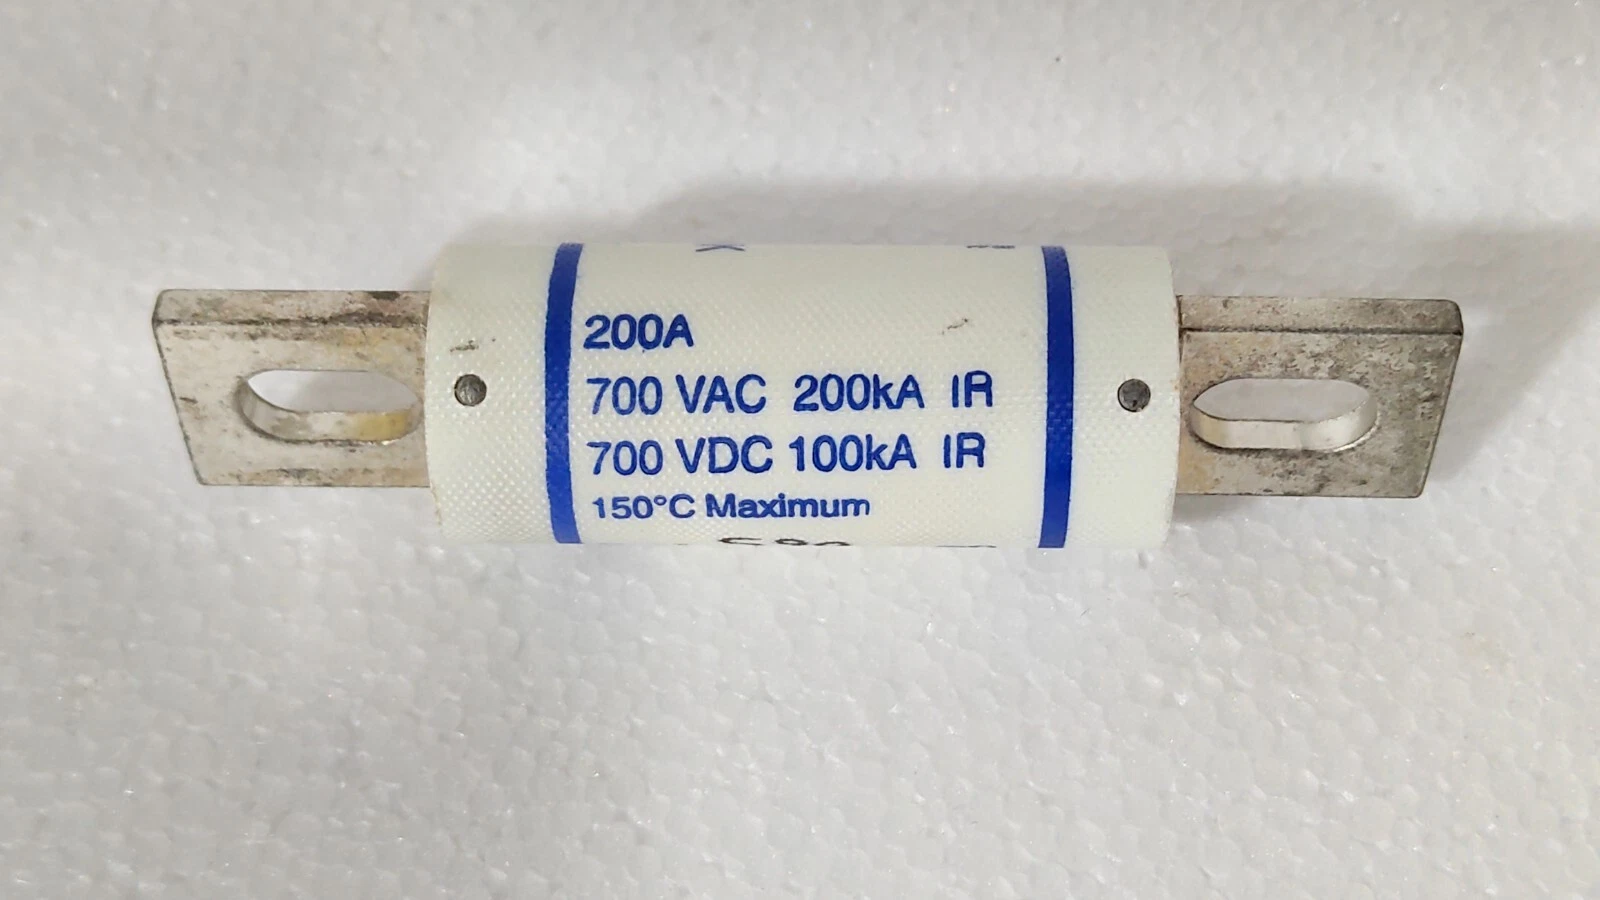 200A
700 VAC 200kA IR
700 VDC 100kA IR
150°C Maximum